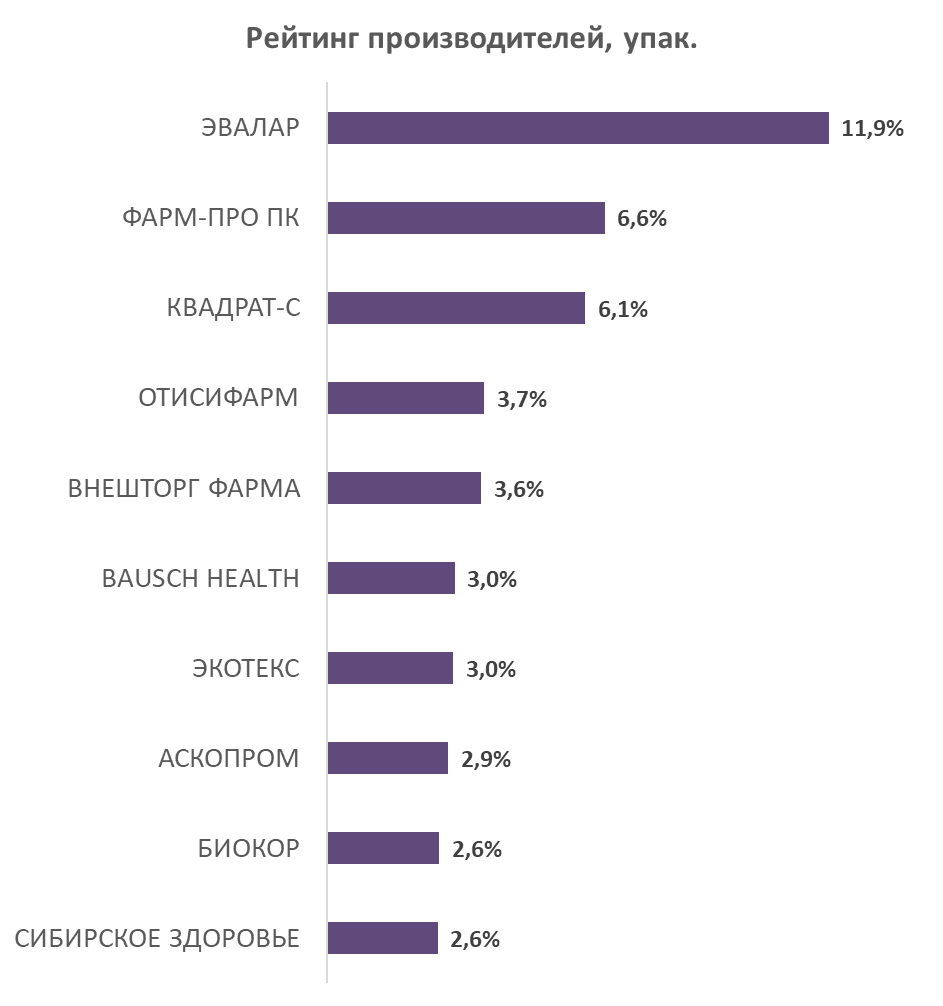 Рейтинг производителей, упак.
ЭВАЛАР 11,9%
ФАРМ-ПРО ПК 6,6%
КВАДРАТ-С 6,1%
ОТИСИФАРМ 3,7%
ВНЕШТОРГ ФАРМА 3,6%
BAUSCH HEALTH 3,0%
ЭКОТЕКС 3,0%
АСКОПРОМ 2,9%
БИОКОР 2,6%
СИБИРСКОЕ ЗДОРОВЬЕ 2,6%